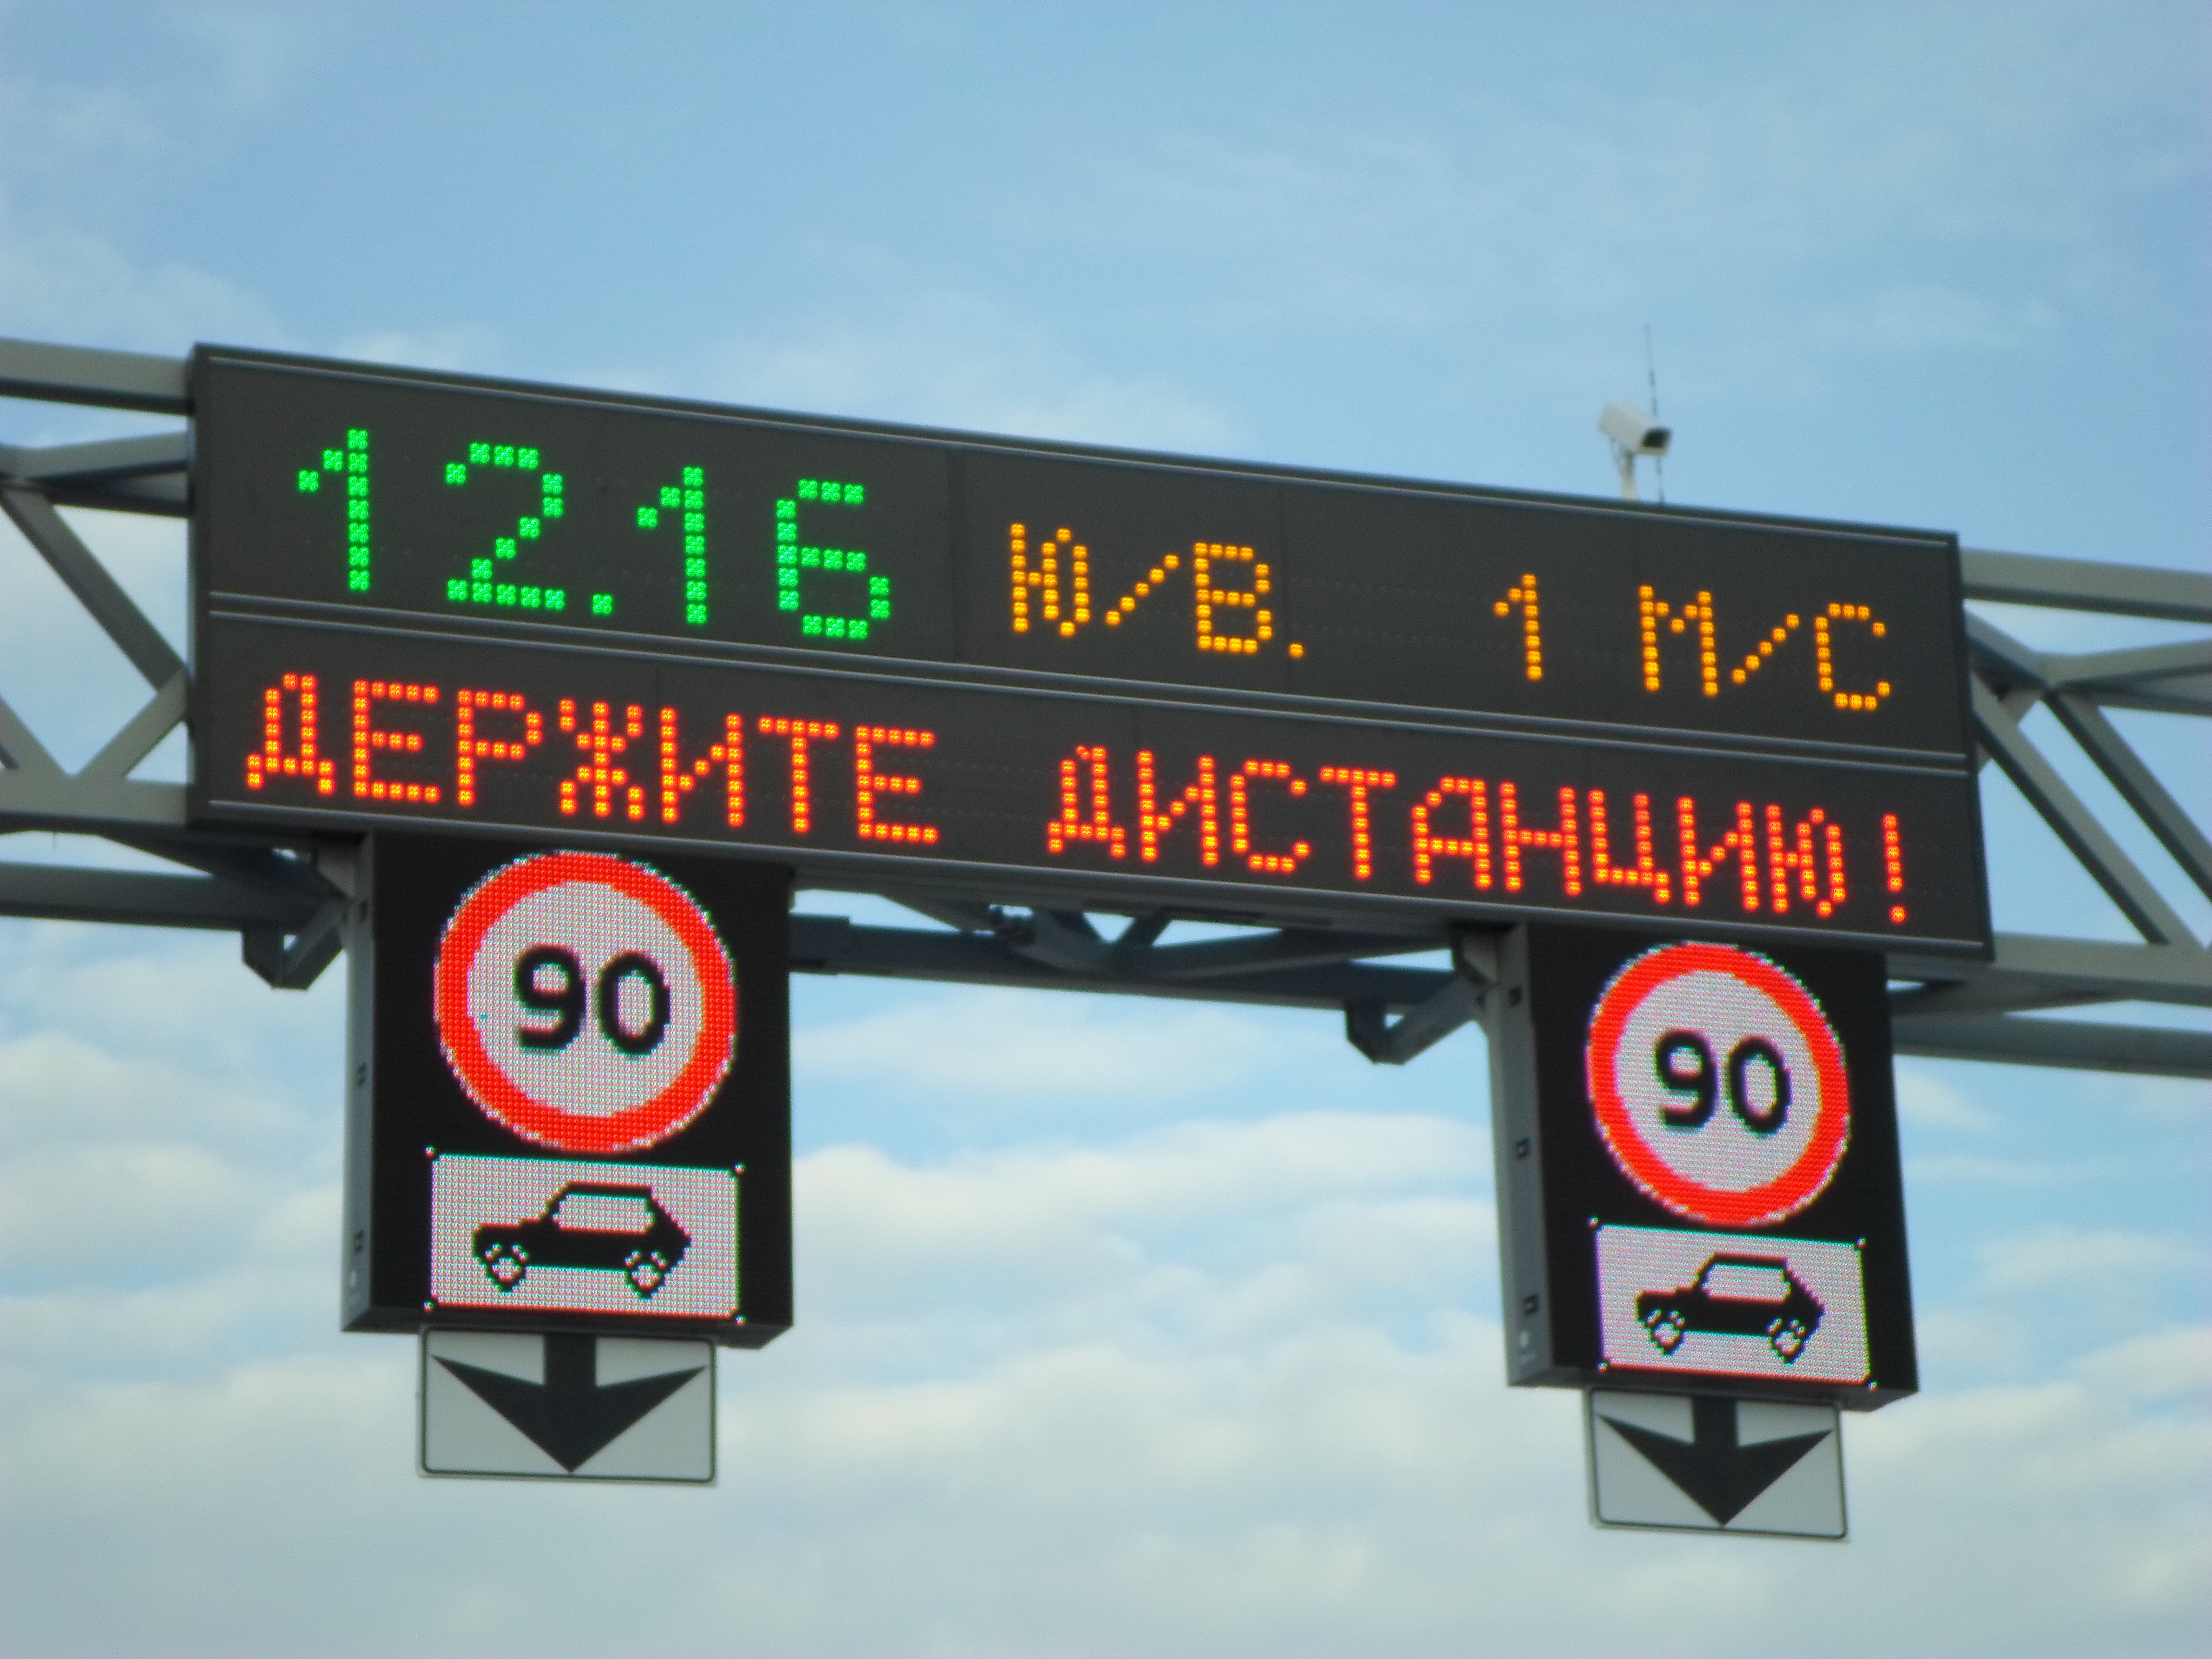 12.16 Ю/В. 1 М/С
ДЕРЖИТЕ ДИСТАНЦИЮ!
90
90